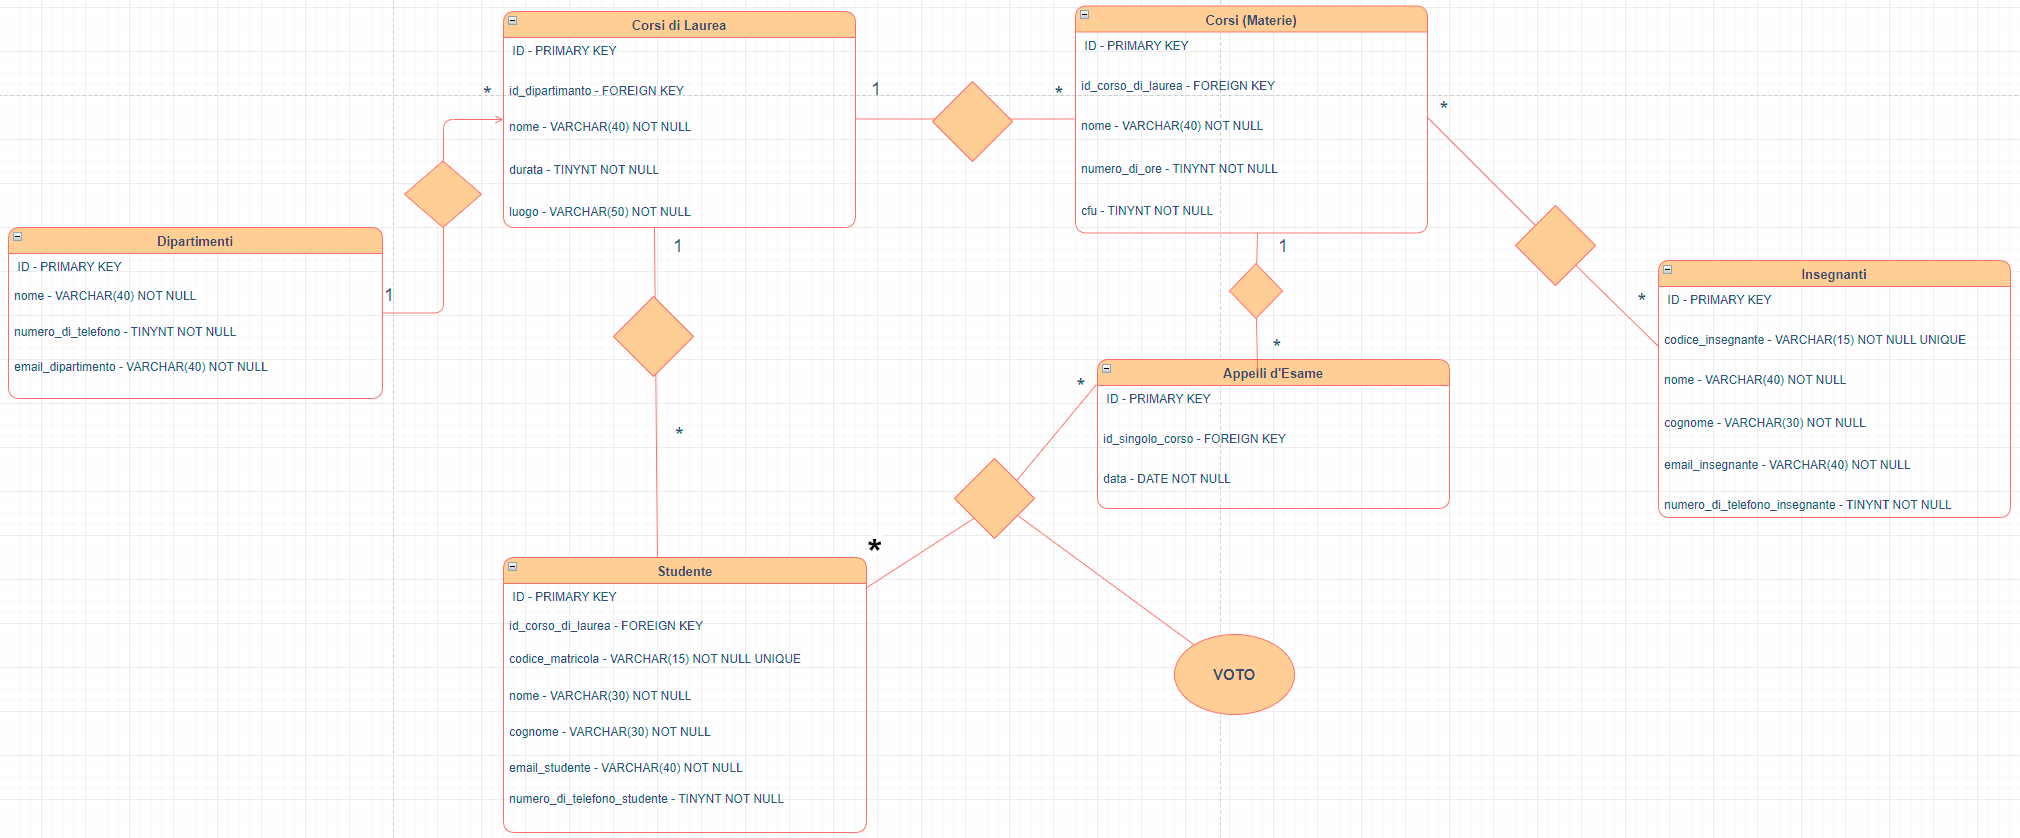 Corsi di Laurea
ID - PRIMARY KEY
id_dipartimanto - FOREIGN KEY
nome - VARCHAR(40) NOT NULL
durata - TINYNT NOT NULL
luogo - VARCHAR(50) NOT NULL
*
1
1
*
*
Corsi (Materie)
ID - PRIMARY KEY
id_corso_di_laurea - FOREIGN KEY
nome - VARCHAR(40) NOT NULL
numero_di_ore - TINYNT NOT NULL
cfu - TINYNT NOT NULL
*
1
*
Dipartimenti
ID - PRIMARY KEY
nome - VARCHAR(40) NOT NULL
numero_di_telefono - TINYNT NOT NULL
email_dipartimento - VARCHAR(40) NOT NULL
1
Insegnanti
ID - PRIMARY KEY
codice_insegnante - VARCHAR(15) NOT NULL UNIQUE
nome - VARCHAR(40) NOT NULL
cognome - VARCHAR(30) NOT NULL
email_insegnante - VARCHAR(40) NOT NULL
numero_di_telefono_insegnante - TINYNT NOT NULL
*
Appelli d'Esame
ID - PRIMARY KEY
id_singolo_corso - FOREIGN KEY
data - DATE NOT NULL
*
*
Studente
ID - PRIMARY KEY
id_corso_di_laurea - FOREIGN KEY
codice_matricola - VARCHAR(15) NOT NULL UNIQUE
nome - VARCHAR(30) NOT NULL
cognome - VARCHAR(30) NOT NULL
email_studente - VARCHAR(40) NOT NULL
numero_di_telefono_studente - TINYNT NOT NULL
VOTO